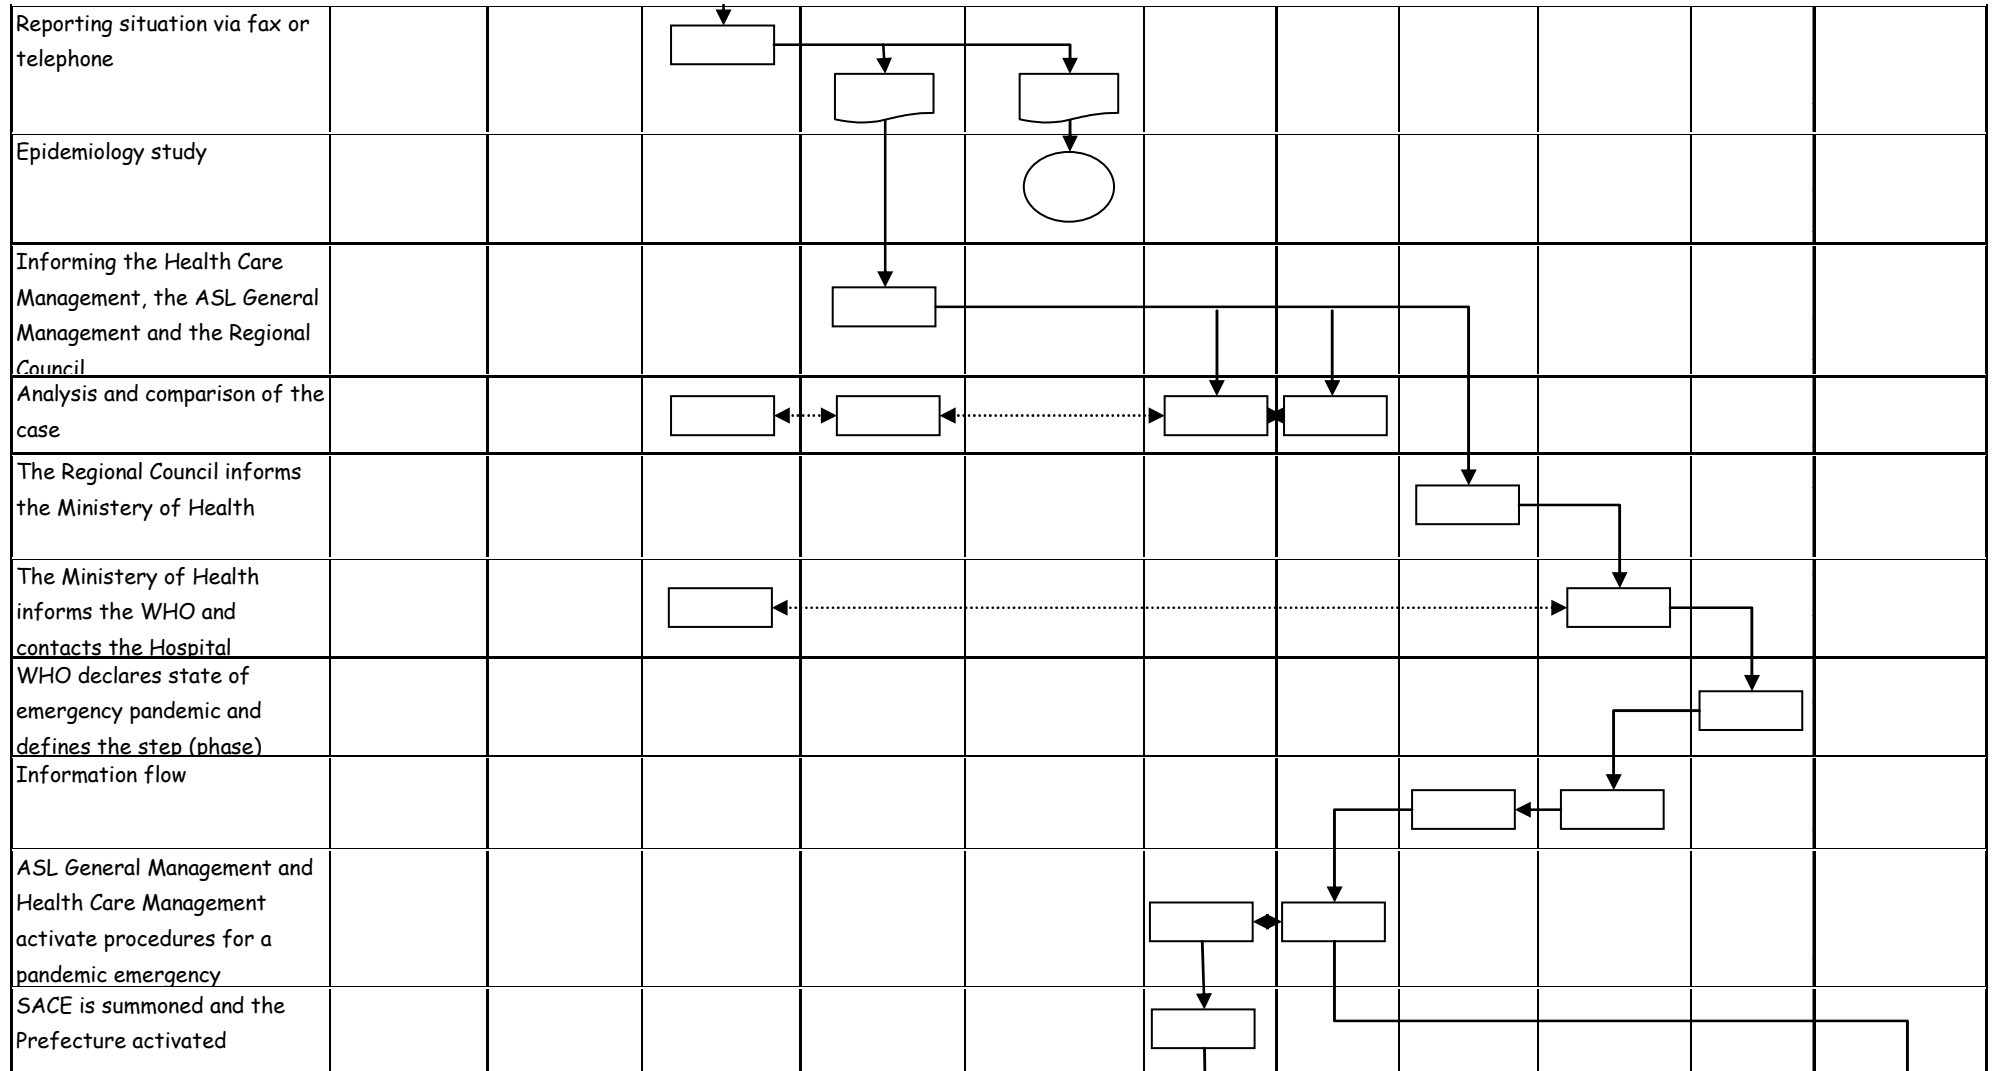 Reporting situation via fax or
telephone
Epidemiology study
Informing the Health Care
Management, the ASL General
Management and the Regional
Council
Analysis and comparison of the
case
The Regional Council informs
the Ministery of Health
The Ministery of Health
informs the WHO and
contacts the Hospital
WHO declares state of
emergency pandemic and
defines the step (phase)
Information flow
ASL General Management and
Health Care Management
activate procedures for a
pandemic emergency
SACE is summoned and the
Prefecture activated